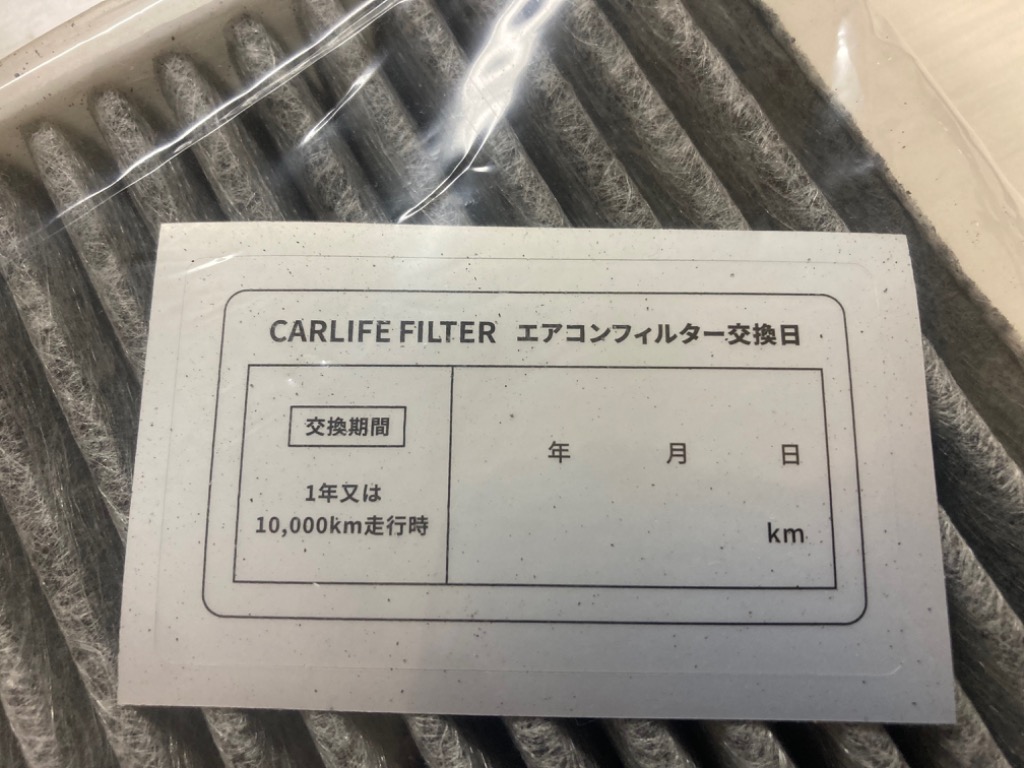 CARLIFE FILTER エアコンフィルター交換日
交換期間
1年又は
10,000km走行時
年 月 日
km